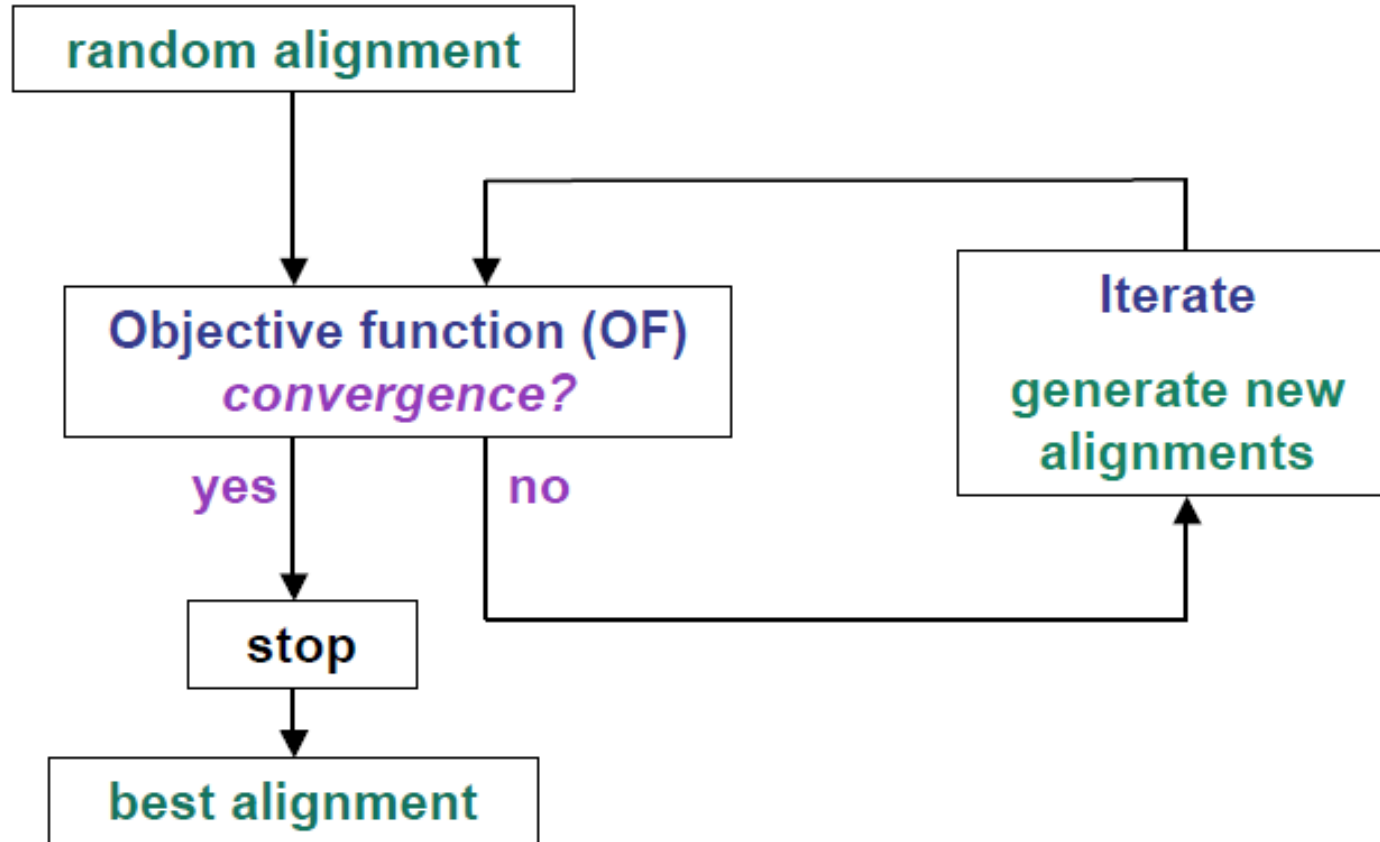 random alignment
Objective function (OF)
convergence?
Iterate
generate new
alignments
yes
no
stop
best alignment